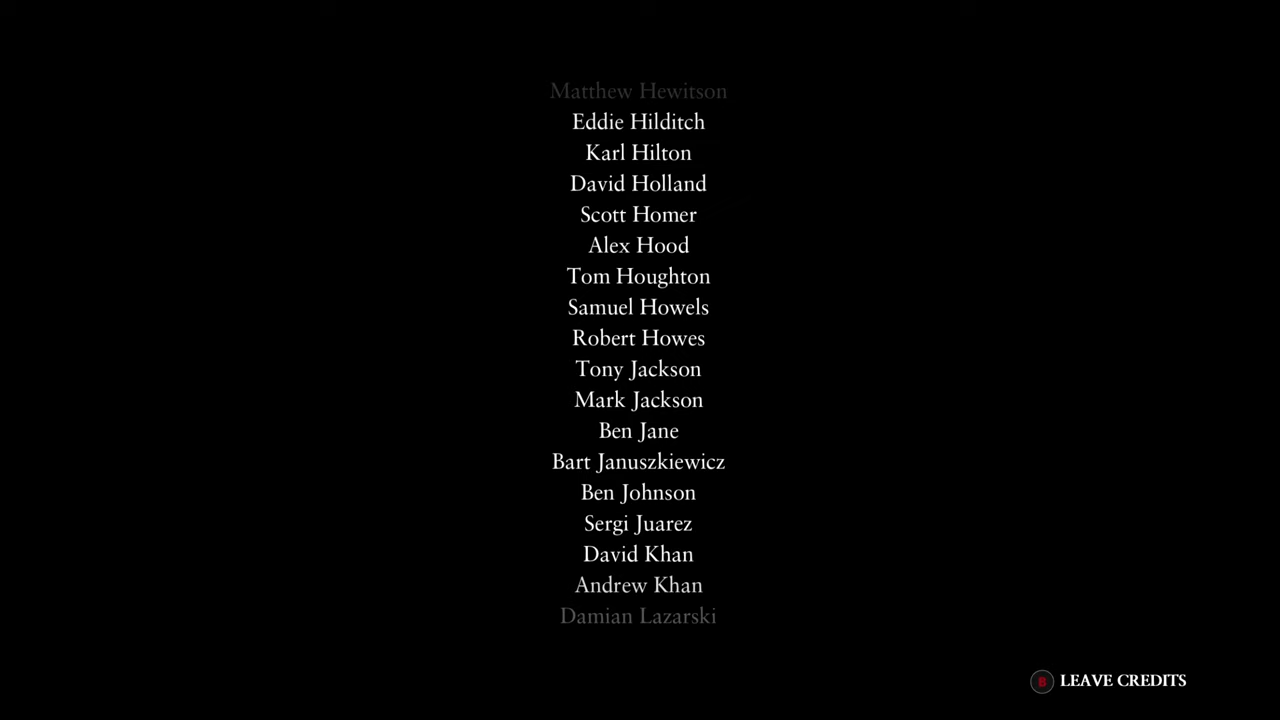 Matthew Hewitson
Eddie Hilditch
Karl Hilton
David Holland
Scott Homer
Alex Hood
Tom Houghton
Samuel Howels
Robert Howes
Tony Jackson
Mark Jackson
Ben Jane
Bart Januszkiewicz
Ben Johnson
Sergi Juarez
David Khan
Andrew Khan
Damian Lazarski
B LEAVE CREDITS